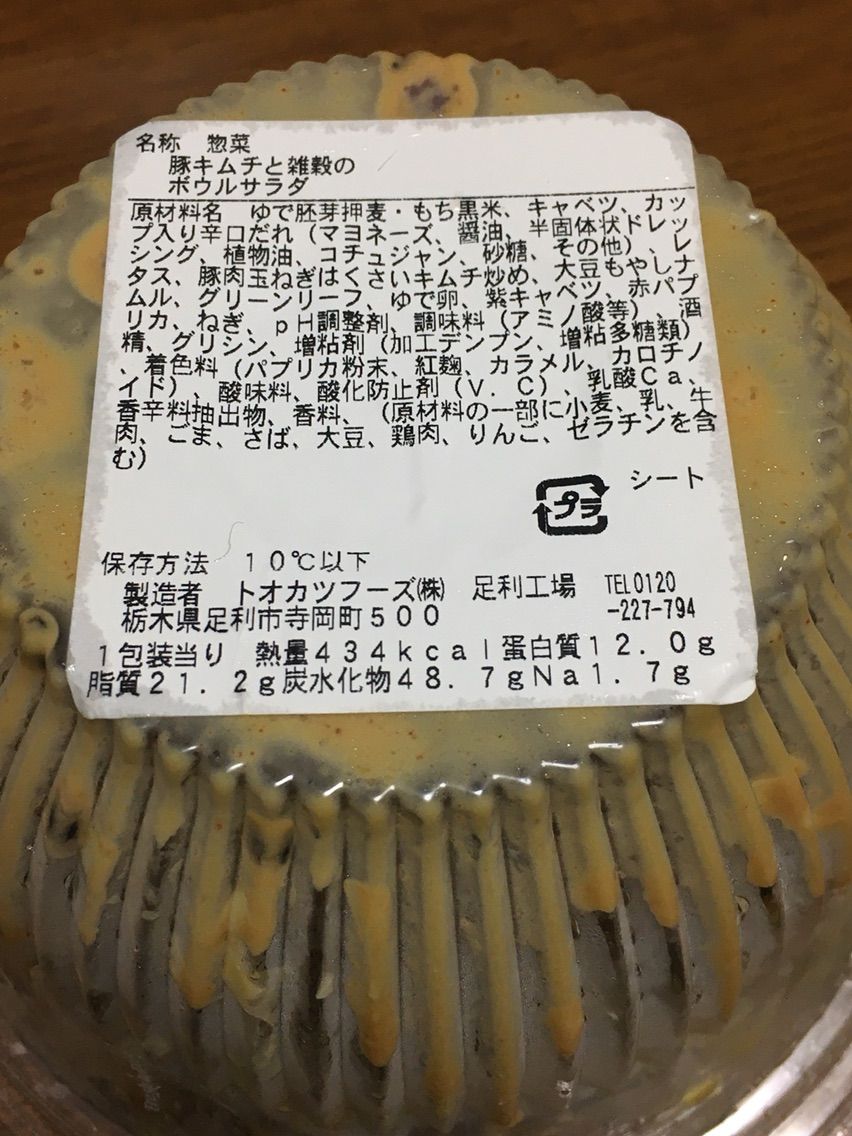 名称 惣菜
豚キムチと雑穀の
ボウルサラダ
原材料名 ゆで胚芽押麦・もち黒米、キャベツ、カッ
プ入り辛口だれ（マヨネーズ、醤油、半固体状ドレッ
シング、植物油、コチュジャン、砂糖、その他）、レ
タス、豚肉玉ねぎはくさいキムチ炒め、大豆もやしナ
ムル、グリーンリーフ、ゆで卵、紫キャベツ、赤パプ
リカ、ねぎ、ｐＨ調整剤、調味料（アミノ酸等）、酒
精、グリシン、増粘剤（加工デンプン、増粘多糖類）
、着色料（パプリカ粉末、紅麹、カラメル、カロチノ
イド）、酸味料、酸化防止剤（Ｖ．Ｃ）、乳酸Ｃａ、
香辛料抽出物、香料、（原材料の一部に小麦、乳、牛
肉、ごま、さば、大豆、鶏肉、りんご、ゼラチンを含
む）
プラ シート
保存方法 １０℃以下
製造者 トオカツフーズ㈱ 足利工場 TEL0120
栃木県足利市寺岡町５００ -227-794
１包装当り 熱量４３４ｋｃａｌ蛋白質１２．０ｇ
脂質２１．２ｇ炭水化物４８．７ｇＮａ１．７ｇ